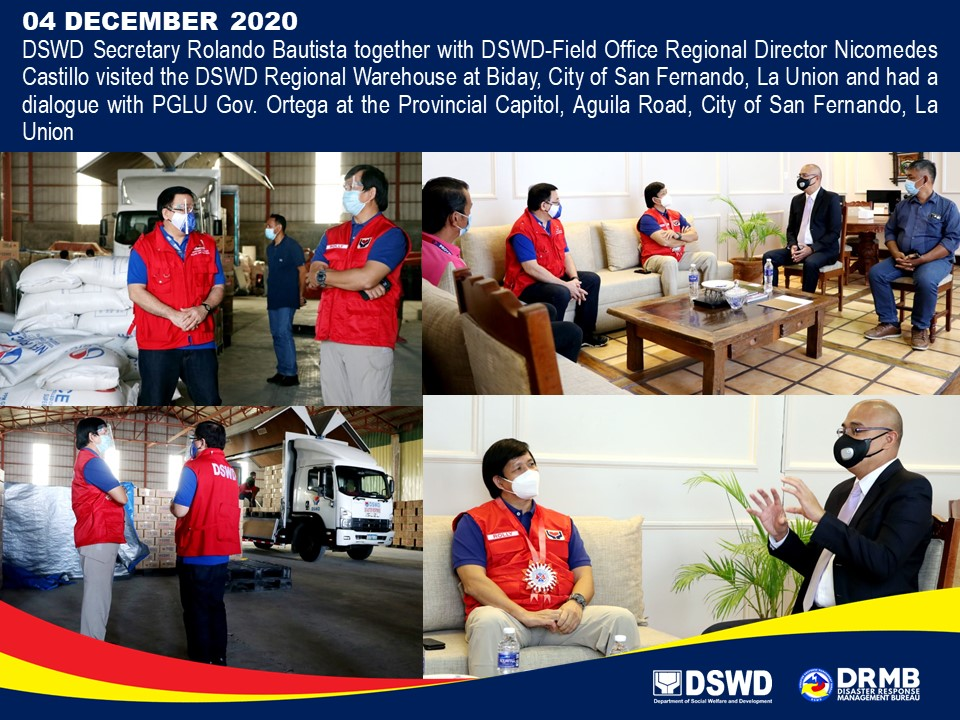 04 DECEMBER 2020
DSWD Secretary Rolando Bautista together with DSWD-Field Office Regional Director Nicomedes
Castillo visited the DSWD Regional Warehouse at Biday, City of San Fernando, La Union and had a
dialogue with PGLU Gov. Ortega at the Provincial Capitol, Aguila Road, City of San Fernando, La
Union
ROLLY
DSWD
DSWD
ROLLY
DSWD
Department of Social Welfare and Development
DRMB
DISASTER RESPONSE
MANAGEMENT BUREAU